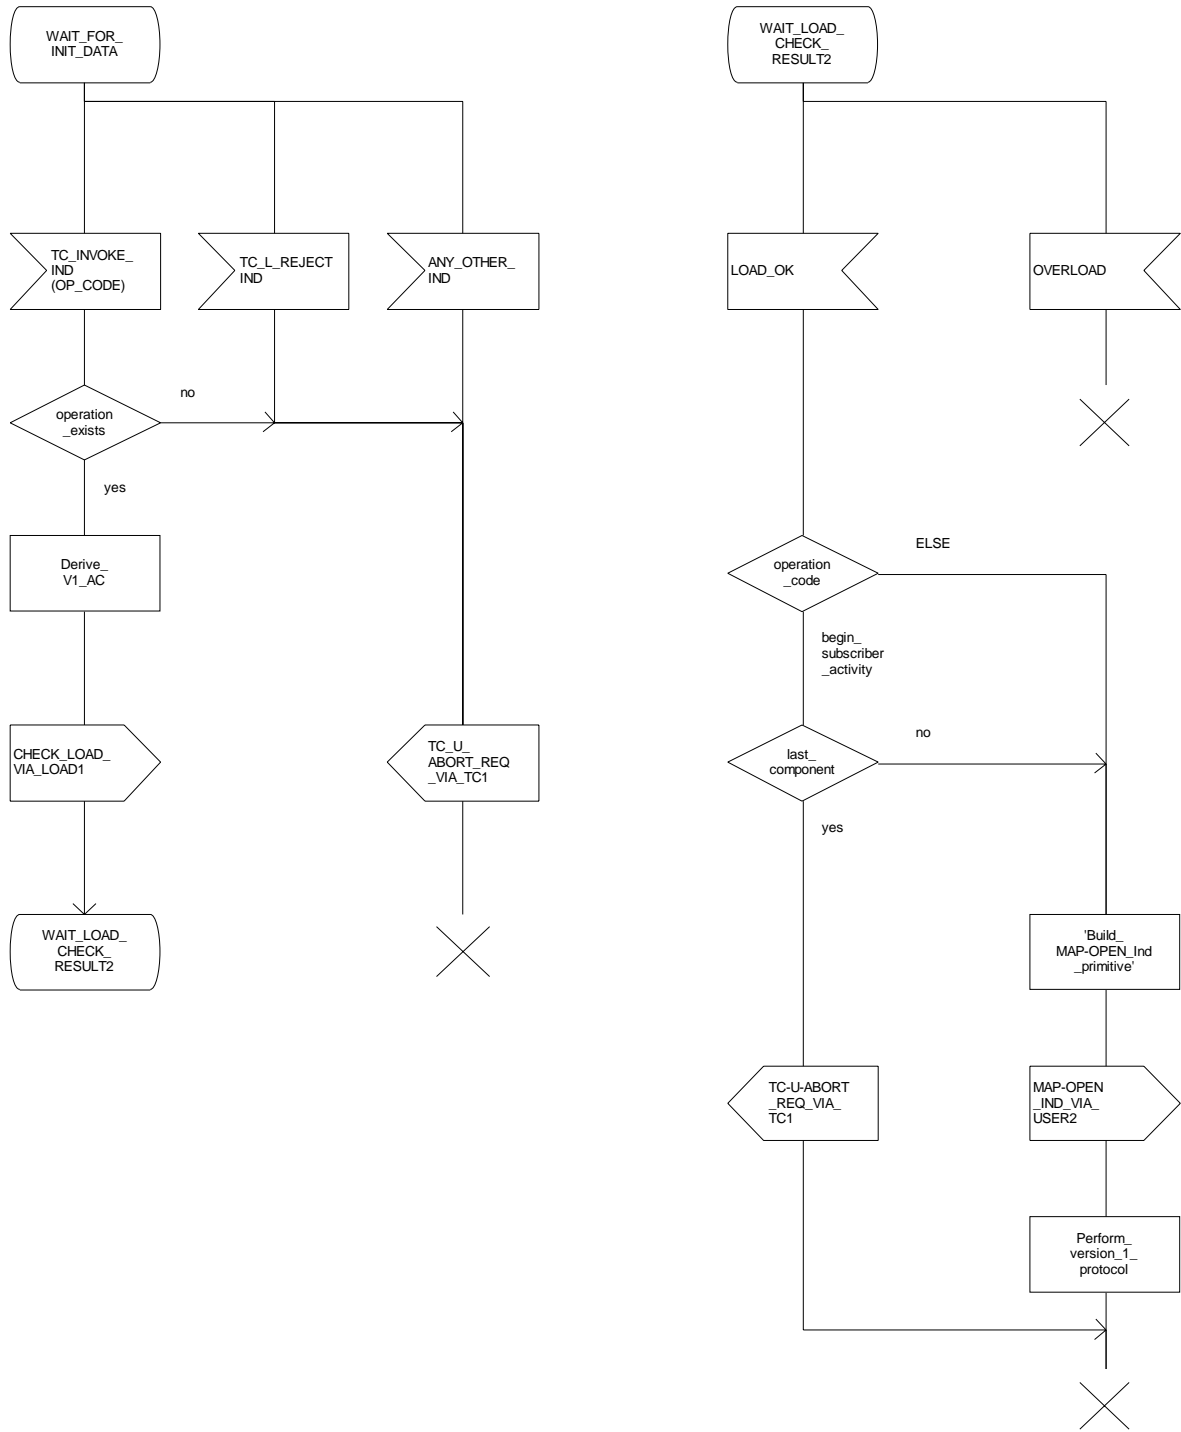 WAIT_FOR_
INIT_DATA
TC_INVOKE_
IND
(OP_CODE)
TC_L_REJECT
IND
ANY_OTHER_
IND
operation
_exists
no
yes
Derive_
V1_AC
CHECK_LOAD_
VIA_LOAD1
TC_U_
ABORT_REQ
_VIA_TC1
WAIT_LOAD_
CHECK_
RESULT2
WAIT_LOAD_
CHECK_
RESULT2
LOAD_OK
OVERLOAD
operation
_code
ELSE
begin_
subscriber
_activity
last_
component
no
yes
'Build_
MAP-OPEN_Ind
_primitive'
TC-U-ABORT
_REQ_VIA_
TC1
MAP-OPEN
_IND_VIA_
USER2
Perform_
version_1_
protocol